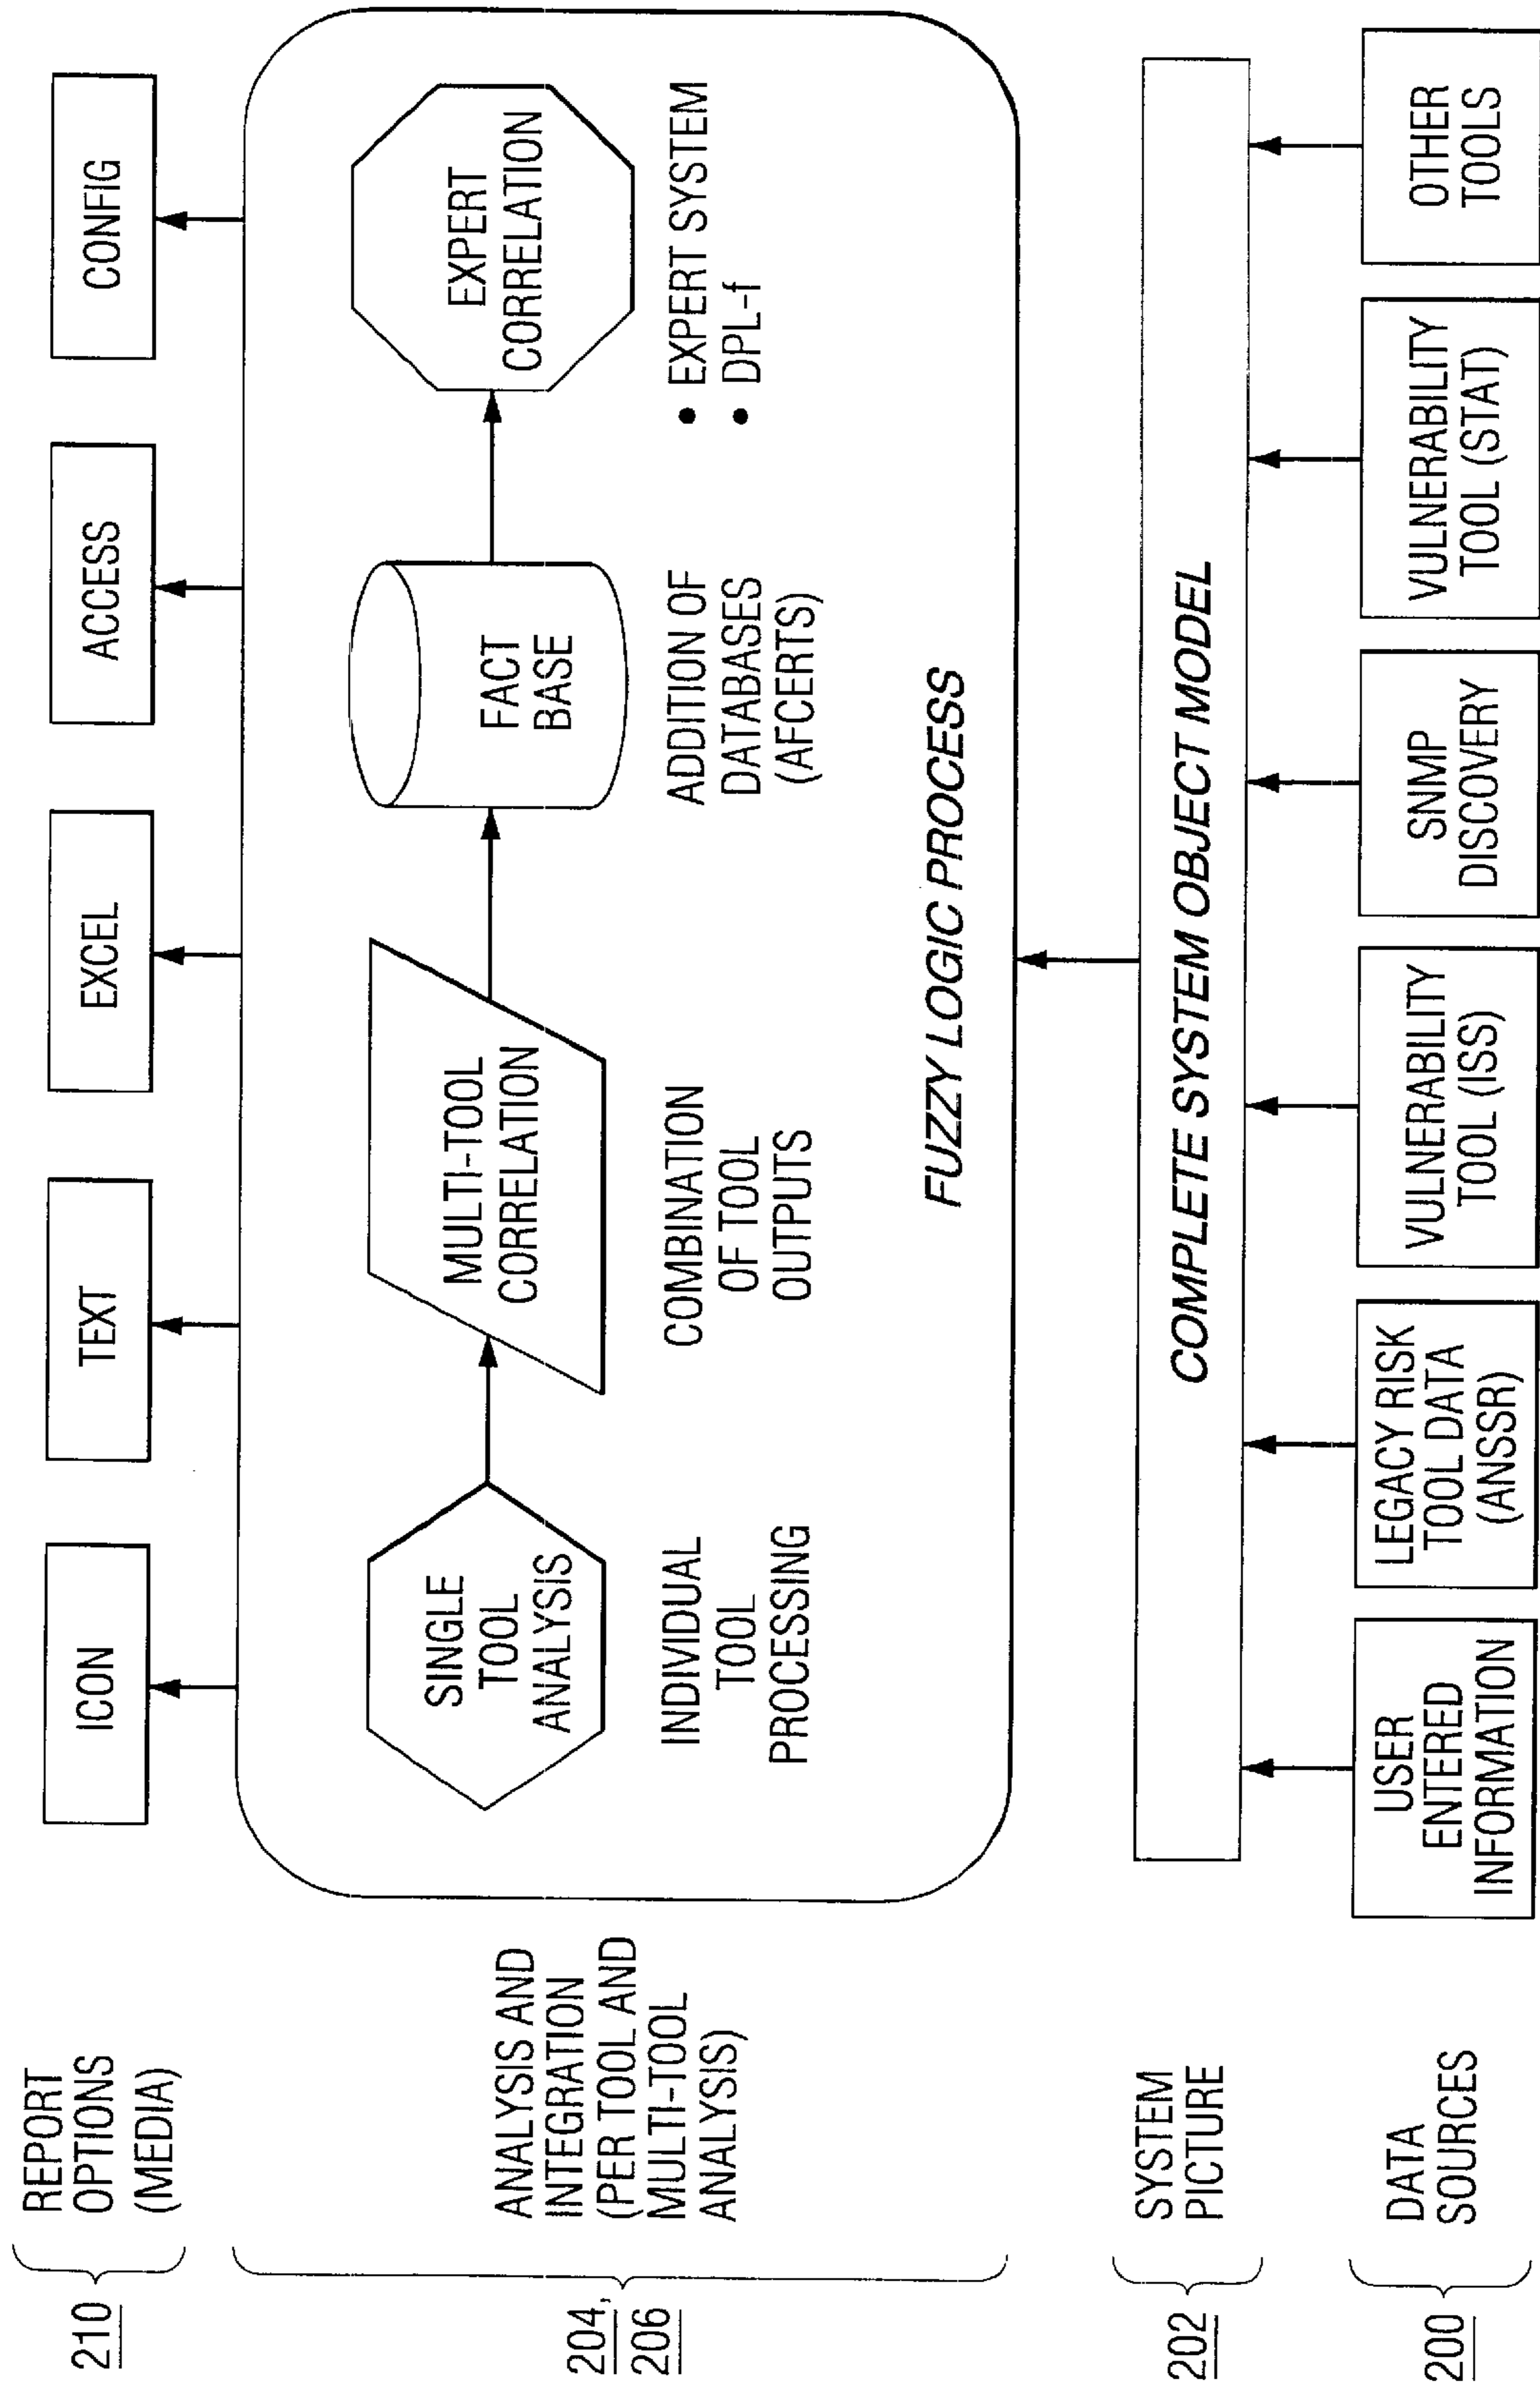 210
REPORT
OPTIONS
(MEDIA)
ICON
TEXT
EXCEL
ACCESS
CONFIG
204,
206
ANALYSIS AND
INTEGRATION
(PER TOOL AND
MULTI-TOOL
ANALYSIS)
SINGLE
TOOL
ANALYSIS
MULTI-TOOL
CORRELATION
FACT
BASE
EXPERT
CORRELATION
INDIVIDUAL
TOOL
PROCESSING
COMBINATION
OF TOOL
OUTPUTS
ADDITION OF
DATABASES
(AFCERTS)
• EXPERT SYSTEM
• DPL-f
FUZZY LOGIC PROCESS
202
SYSTEM
PICTURE
COMPLETE SYSTEM OBJECT MODEL
200
DATA
SOURCES
USER
ENTERED
INFORMATION
LEGACY RISK
TOOL DATA
(ANSSR)
VULNERABILITY
TOOL (ISS)
SNMP
DISCOVERY
VULNERABILITY
TOOL (STAT)
OTHER
TOOLS